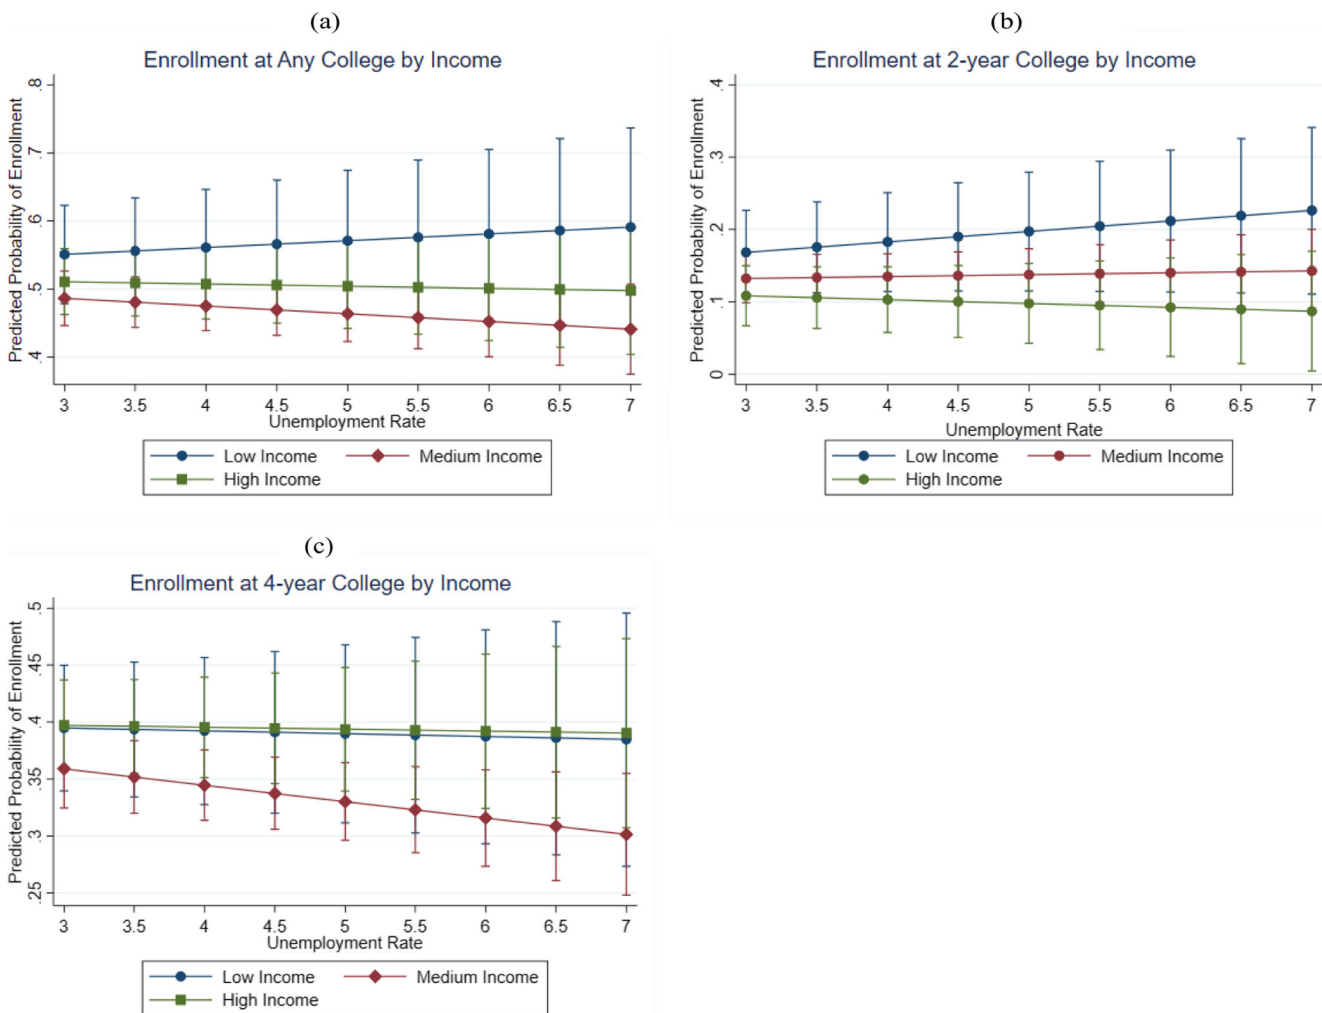 (a)
Enrollment at Any College by Income
Predicted Probability of Enrollment
.8
.7
.6
.5
.4
3 3.5 4 4.5 5 5.5 6 6.5 7
Unemployment Rate
Low Income Medium Income
High Income
(b)
Enrollment at 2-year College by Income
Predicted Probability of Enrollment
.4
.3
.2
.1
0
3 3.5 4 4.5 5 5.5 6 6.5 7
Unemployment Rate
Low Income Medium Income
High Income
(c)
Enrollment at 4-year College by Income
Predicted Probability of Enrollment
.5
.45
.4
.35
.3
.25
3 3.5 4 4.5 5 5.5 6 6.5 7
Unemployment Rate
Low Income Medium Income
High Income